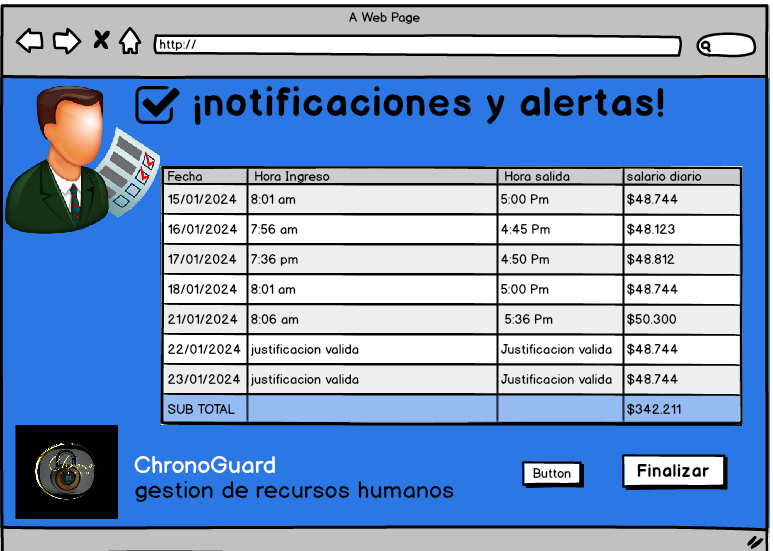 A Web Page
http://
¡notificaciones y alertas!
Fecha Hora Ingreso Hora salida salario diario
15/01/2024 8:01 am 5:00 Pm $48.744
16/01/2024 7:56 am 4:45 Pm $48.123
17/01/2024 7:36 pm 4:50 Pm $48.812
18/01/2024 8:01 am 5:00 Pm $48.744
21/01/2024 8:06 am 5:36 Pm $50.300
22/01/2024 justificacion valida Justificacion valida $48.744
23/01/2024 justificacion valida Justificacion valida $48.744
SUB TOTAL $342.211
Chrono
ChronoGuard
gestion de recursos humanos
Button
Finalizar